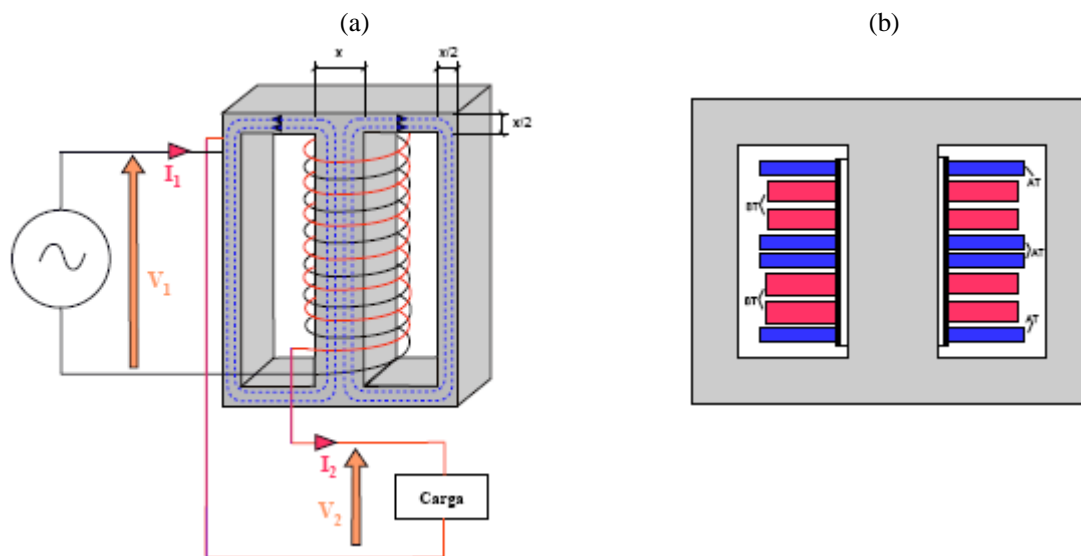 (a)
(b)
x
x/2
x/2
I1
V1
I2
V2
Carga
AT
BT
AT
BT
AT